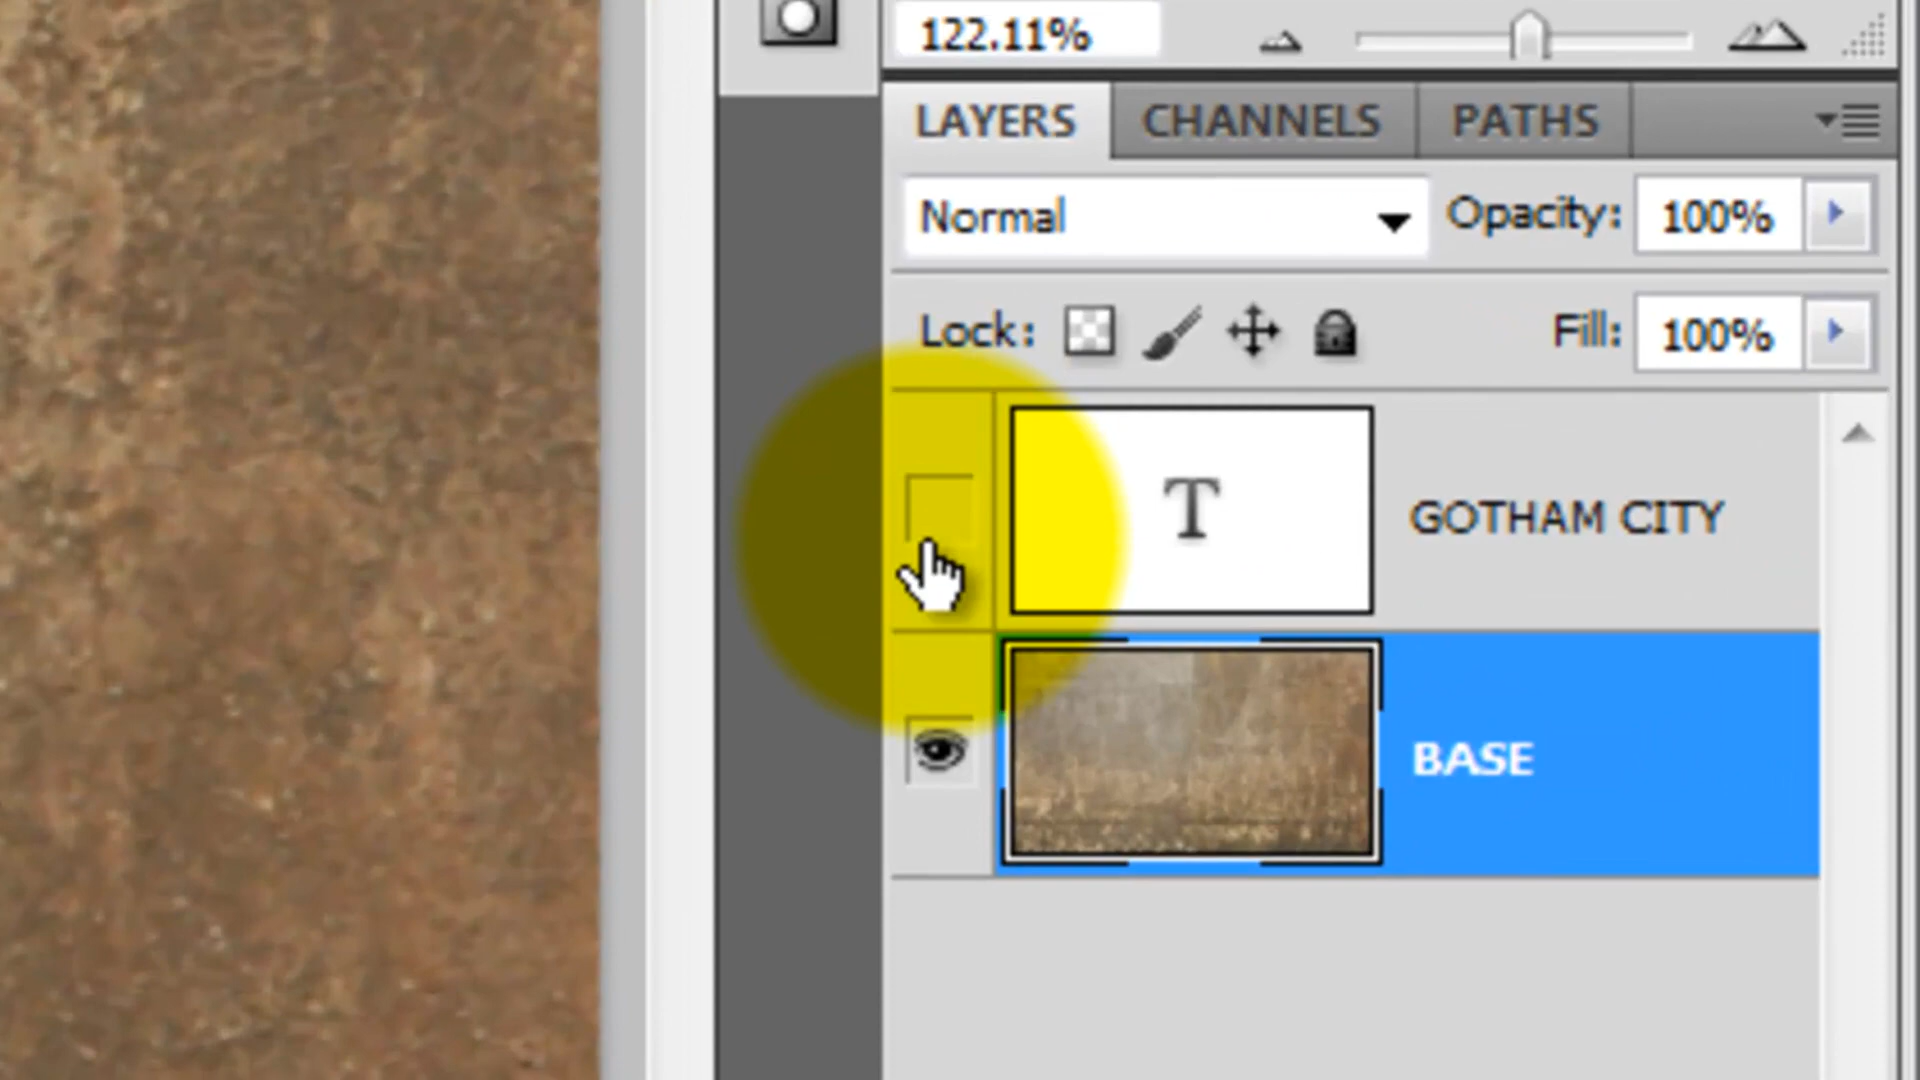 122.11%
LAYERS CHANNELS PATHS
Normal Opacity: 100%
Lock: Fill: 100%
T GOTHAM CITY
BASE